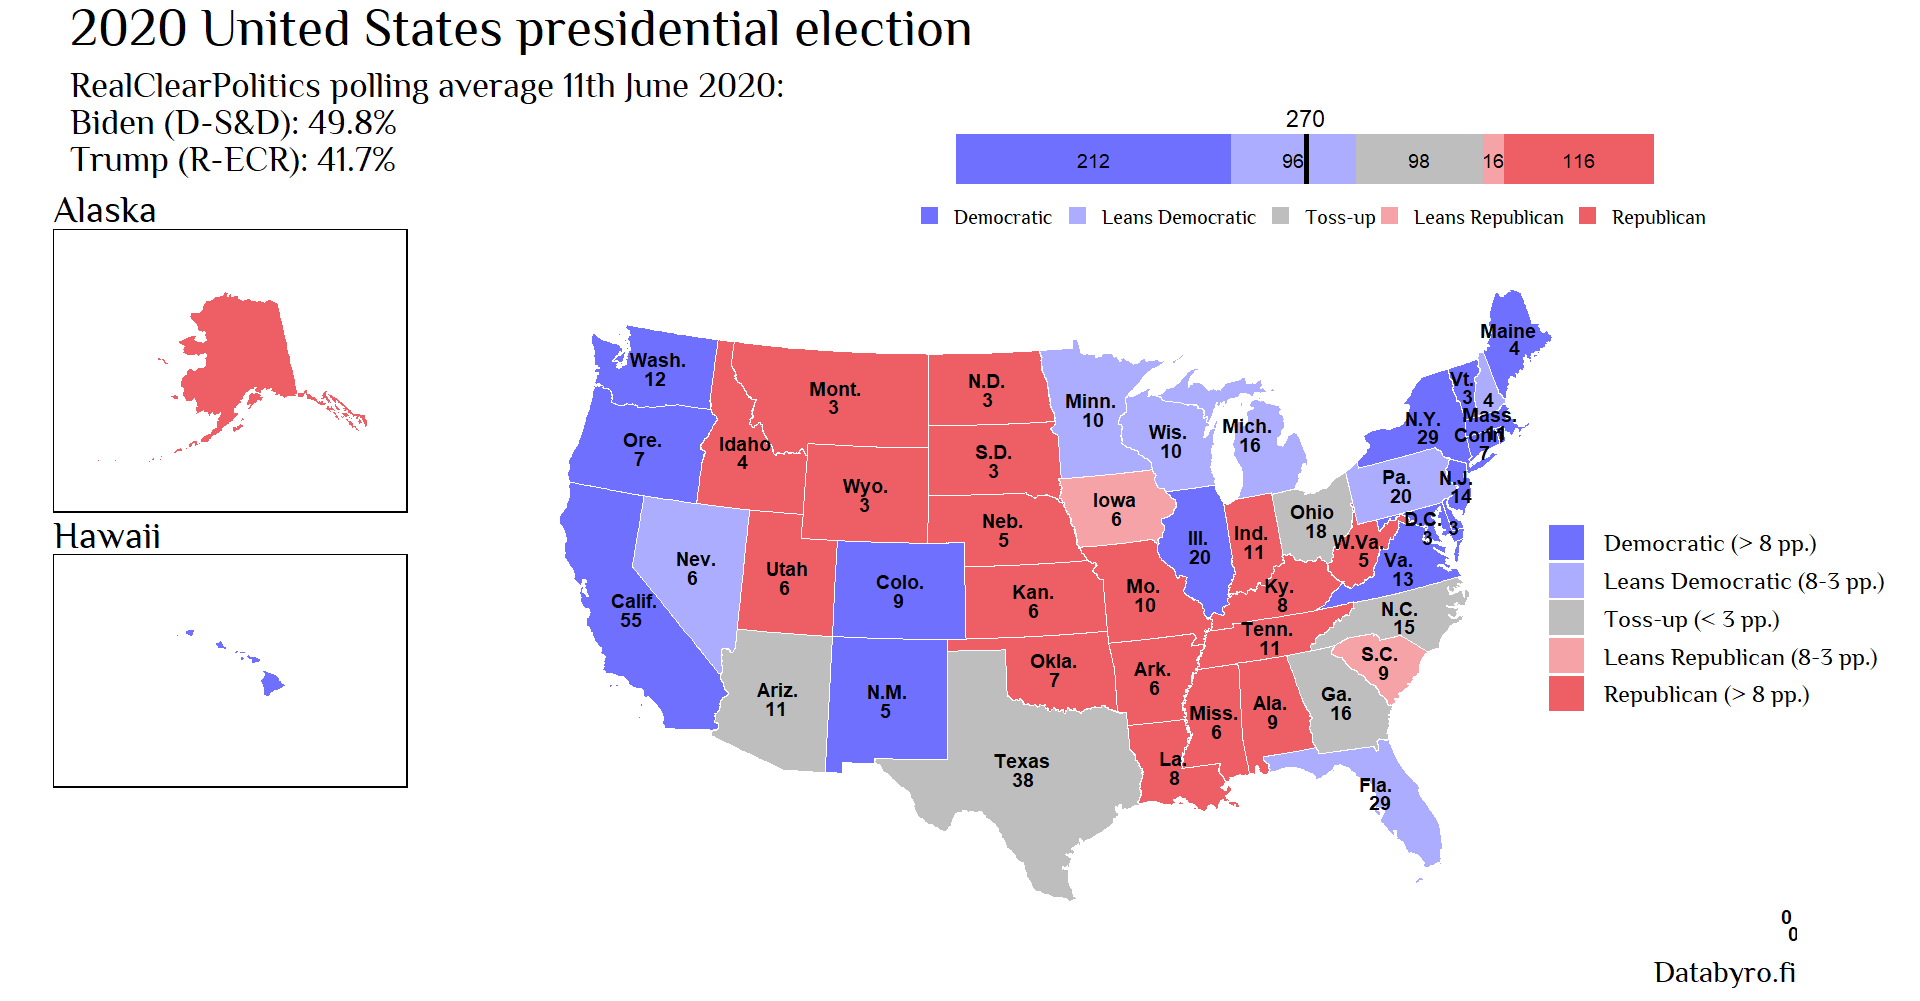 2020 United States presidential election
RealClearPolitics polling average 11th June 2020:
Biden (D-S&D): 49.8%
Trump (R-ECR): 41.7%
270
212 96 98 16 116
Democratic Leans Democratic Toss-up Leans Republican Republican
Alaska
Hawaii
Wash.
12
Ore.
7
Calif.
55
Nev.
6
Idaho
4
Mont.
3
Wyo.
3
Utah
6
Colo.
9
Ariz.
11
N.M.
5
N.D.
3
S.D.
3
Neb.
5
Kan.
6
Okla.
7
Texas
38
Minn.
10
Iowa
6
Mo.
10
Ark.
6
La.
8
Wis.
10
Ill.
20
Mich.
16
Ind.
11
Ohio
18
Ky.
8
Tenn.
11
Miss.
6
Ala.
9
Ga.
16
Fla.
29
S.C.
9
N.C.
15
Va.
13
W.Va.
5
D.C.
3
3
Pa.
20
N.J.
14
N.Y.
29
Conn
7
Mass.
11
Vt.
3
4
Maine
4
Democratic (> 8 pp.)
Leans Democratic (8-3 pp.)
Toss-up (< 3 pp.)
Leans Republican (8-3 pp.)
Republican (> 8 pp.)
0
0
Databyro.fi